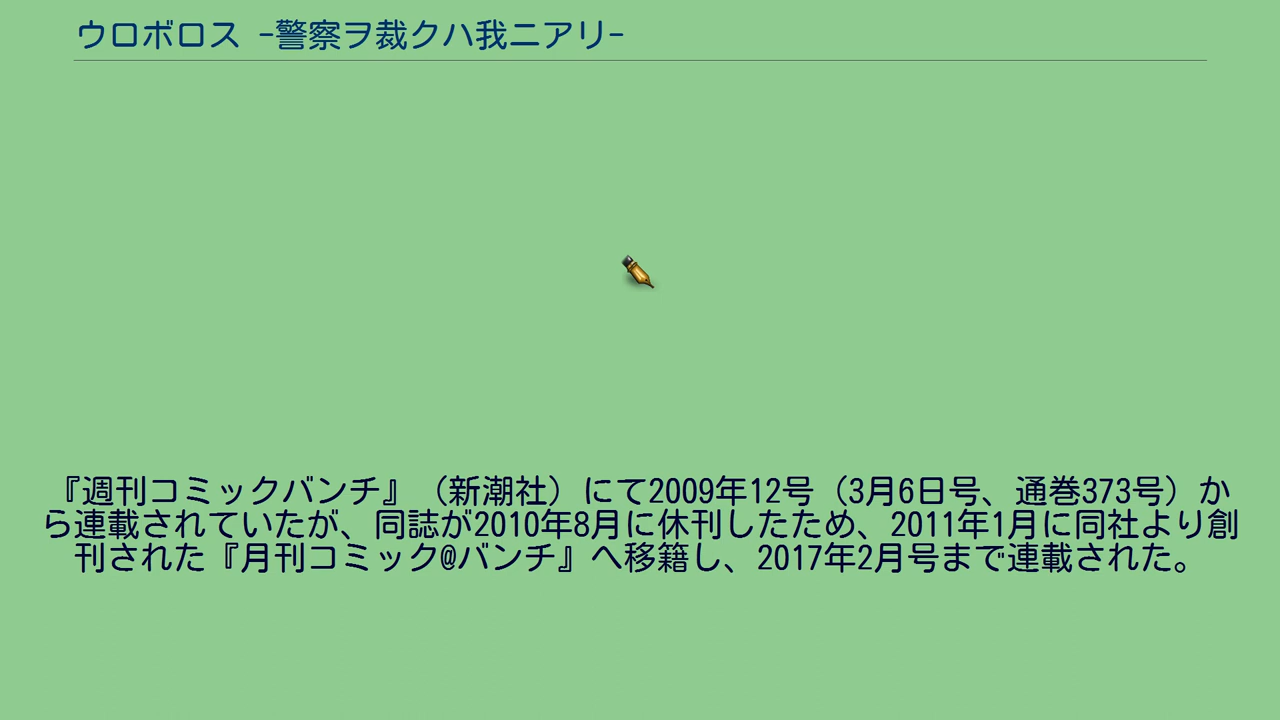 ウロボロス -警察ヲ裁クハ我ニアリ-
『週刊コミックバンチ』（新潮社）にて2009年12号（3月6日号、通巻373号）か
ら連載されていたが、同誌が2010年8月に休刊したため、2011年1月に同社より創
刊された『月刊コミック@バンチ』へ移籍し、2017年2月号まで連載された。